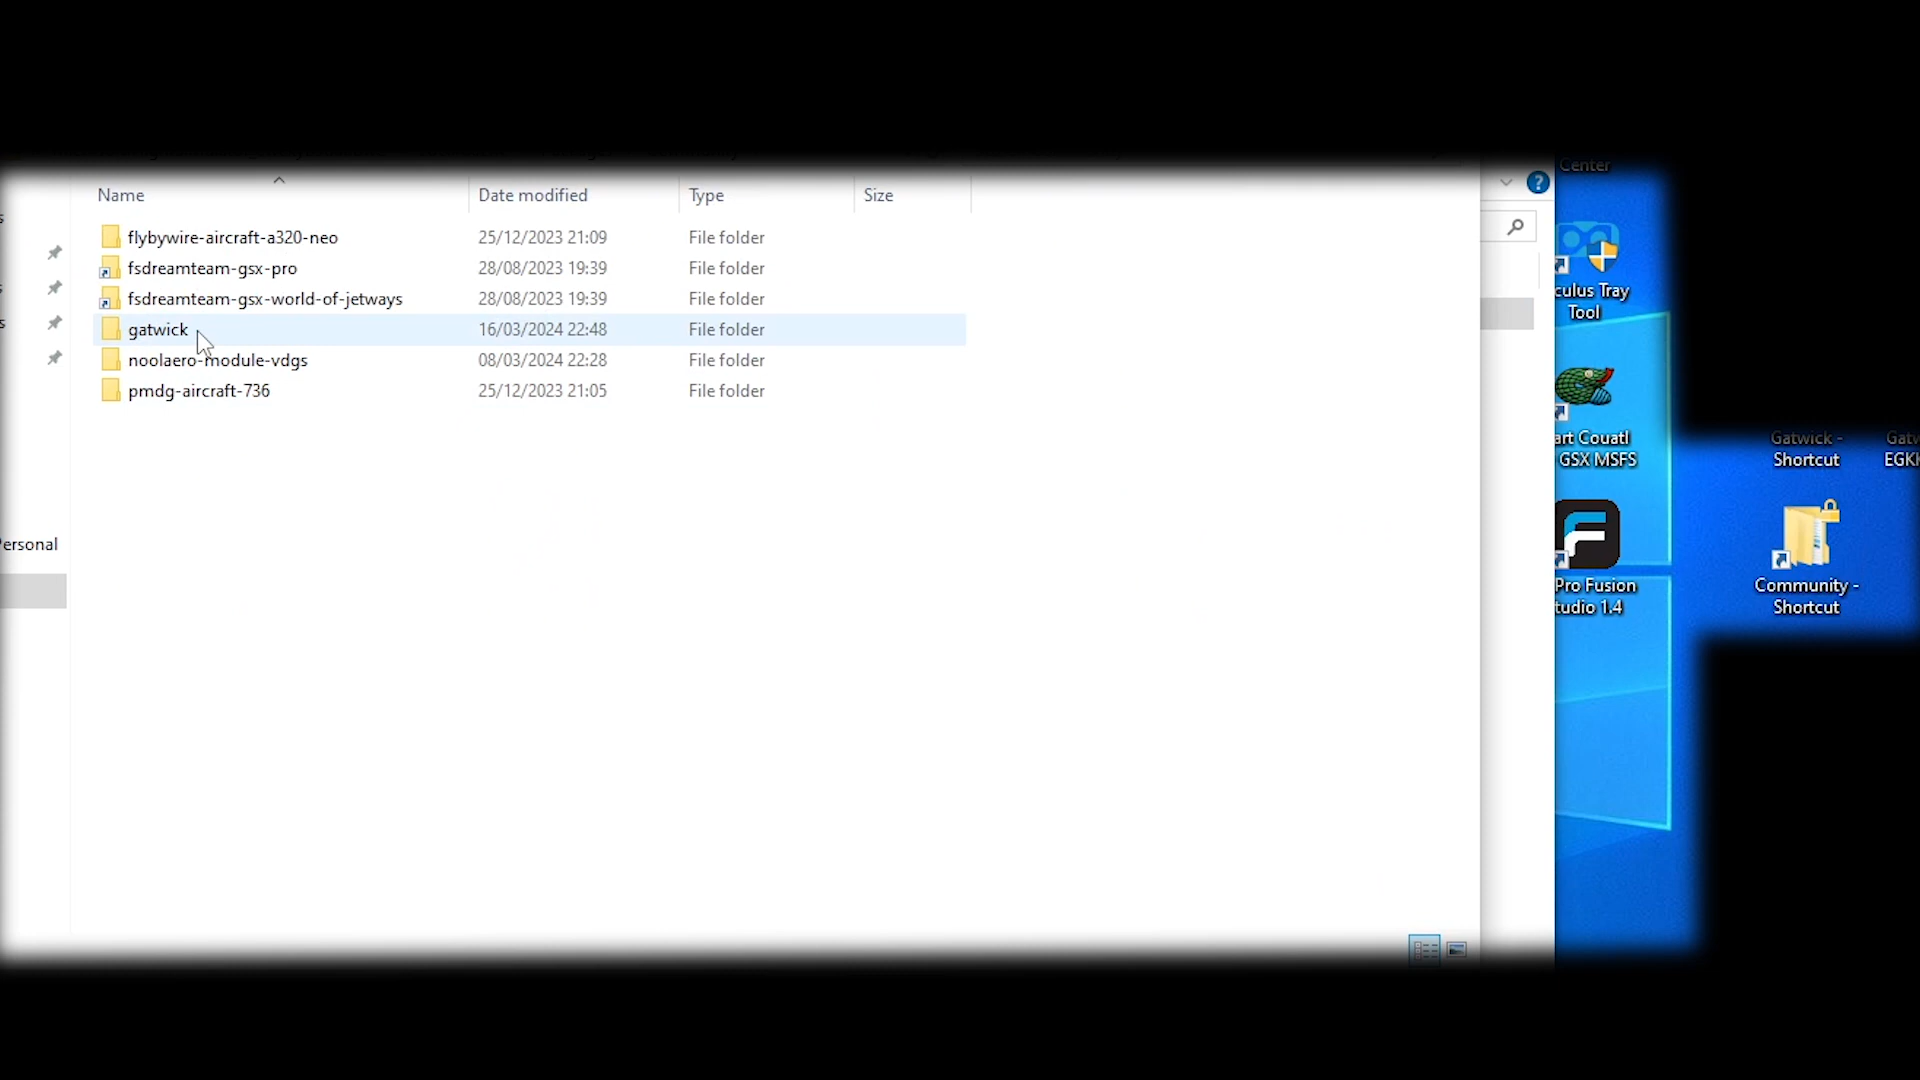 Center
Name Date modified Type Size
flybywire-aircraft-a320-neo 25/12/2023 21:09 File folder
fsdreamteam-gsx-pro 28/08/2023 19:39 File folder
fsdreamteam-gsx-world-of-jetways 28/08/2023 19:39 File folder
gatwick 16/03/2024 22:48 File folder
noolaero-module-vdgs 08/03/2024 22:28 File folder
pmdg-aircraft-736 25/12/2023 21:05 File folder
ersonal
?
culus Tray
Tool
art Couatl
GSX MSFS
Pro Fusion
tudio 1.4
Gatwick -
Shortcut
Gatw
EGK
Community -
Shortcut